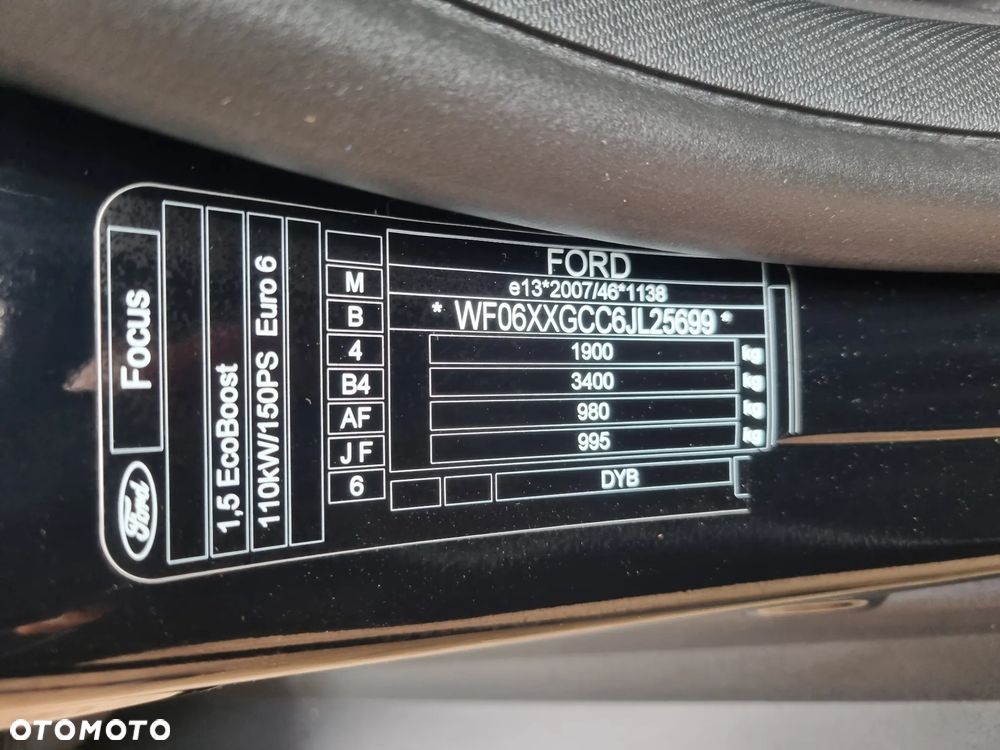 FORD
e13*2007/46*1138
* WF06XXGCC6JL25699 *
1900 kg
3400 kg
980 kg
995 kg
DYB
M
B
4
B4
AF
J F
6
Focus
Ford
1,5 EcoBoost
110kW/150PS Euro 6
OTOMOTO